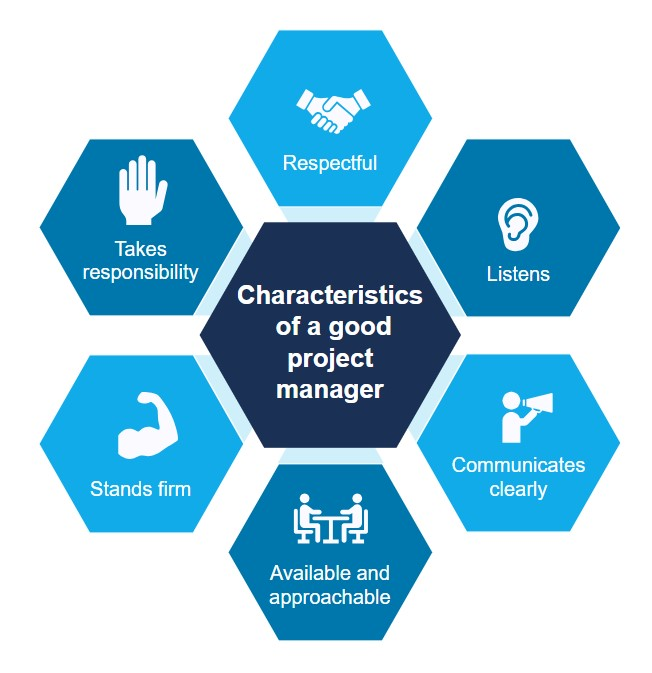 Respectful
Takes
responsibility
Listens
Characteristics
of a good
project
manager
Stands firm
Communicates
clearly
Available and
approachable